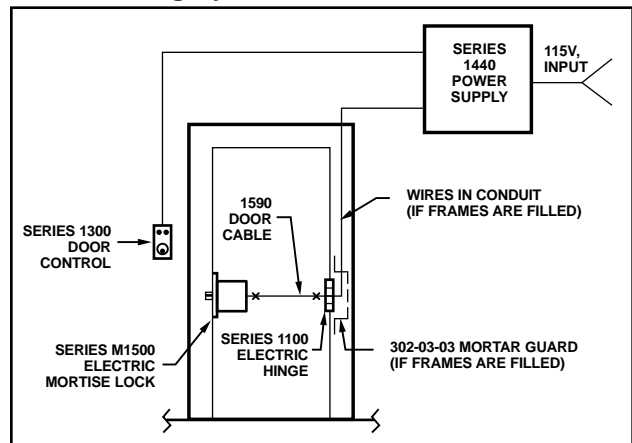 SERIES
1440
POWER
SUPPLY
115V,
INPUT
1590
DOOR
CABLE
WIRES IN CONDUIT
(IF FRAMES ARE FILLED)
SERIES 1300
DOOR
CONTROL
SERIES M1500
ELECTRIC
MORTISE LOCK
SERIES 1100
ELECTRIC
HINGE
302-03-03 MORTAR GUARD
(IF FRAMES ARE FILLED)